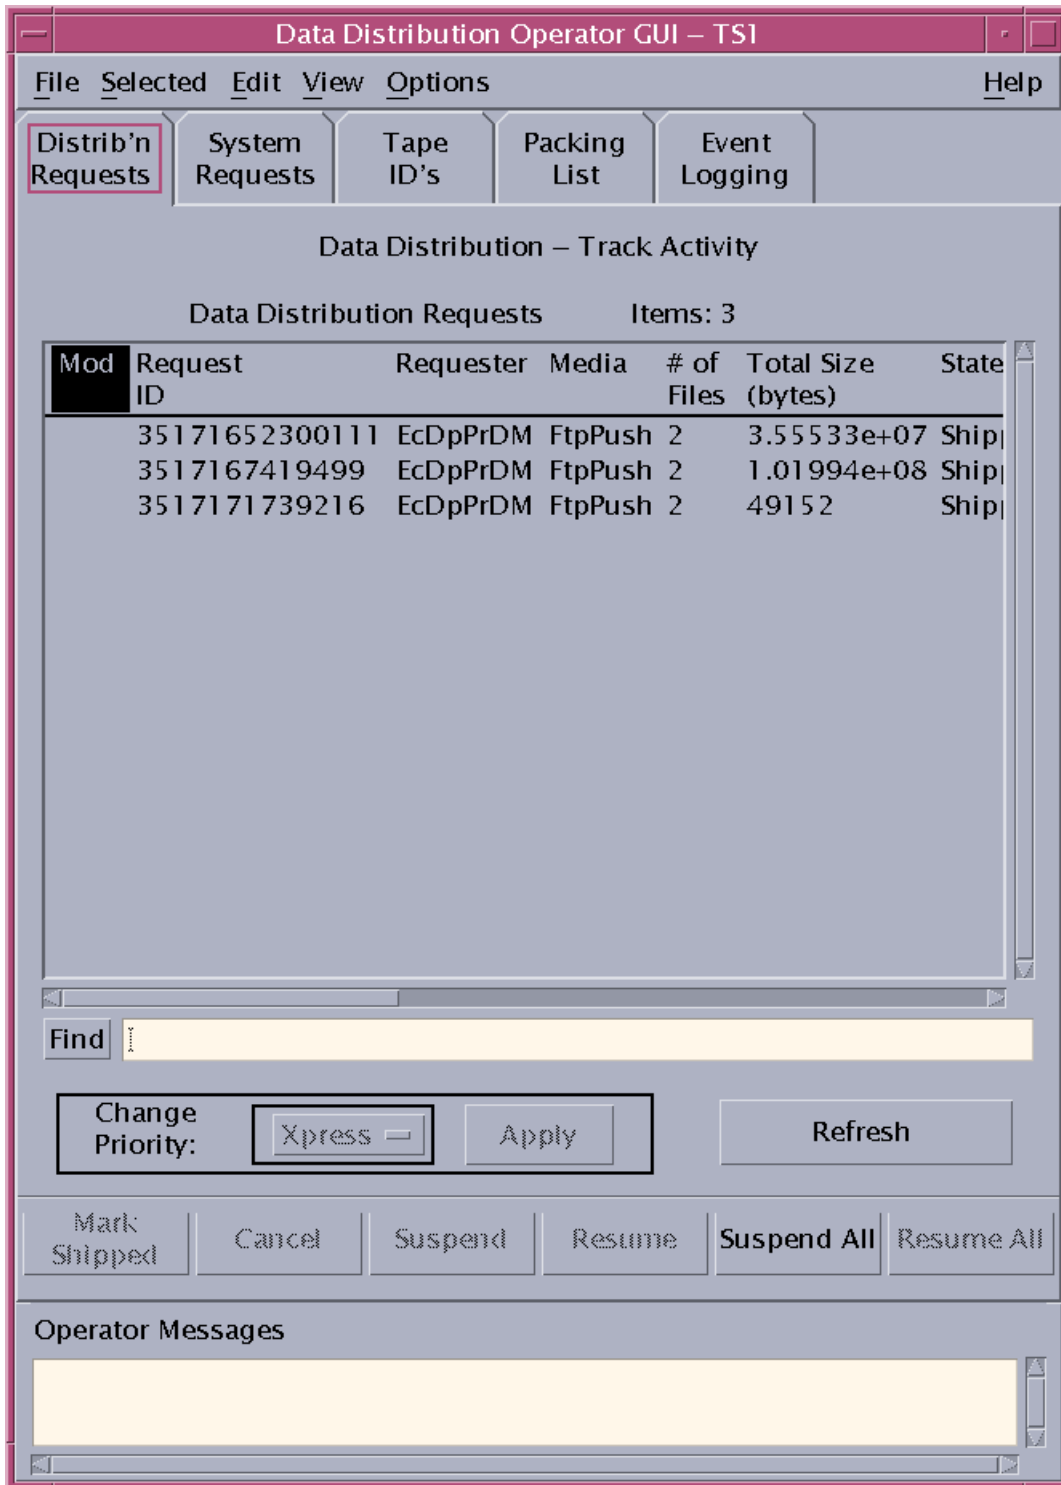 Data Distribution Operator GUI – TS1
File Selected Edit View Options Help
Distrib'n System Tape Packing Event
Requests Requests ID's List Logging
Data Distribution – Track Activity
Data Distribution Requests Items: 3
Mod Request Requester Media # of Total Size State
ID Files (bytes)
35171652300111 EcDpPrDM FtpPush 2 3.55533e+07 Ship
3517167419499 EcDpPrDM FtpPush 2 1.01994e+08 Ship
3517171739216 EcDpPrDM FtpPush 2 49152 Ship
Find
Change
Priority: Xpress Apply Refresh
Mark
Shipped Cancel Suspend Resume Suspend All Resume All
Operator Messages